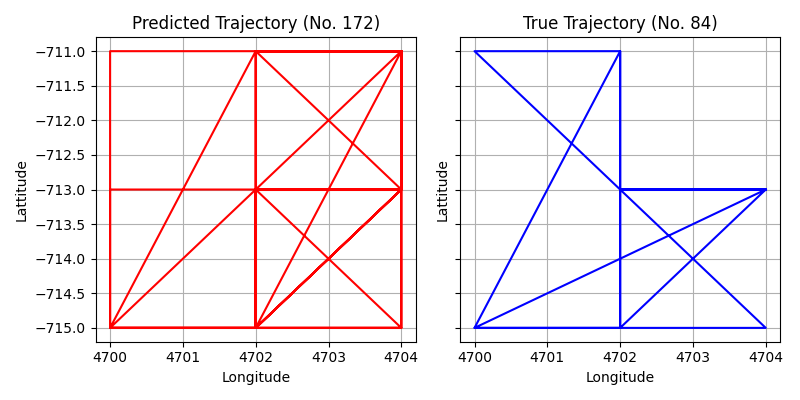 Predicted Trajectory (No. 172)
True Trajectory (No. 84)
−711.0
−711.5
−712.0
−712.5
−713.0
−713.5
−714.0
−714.5
−715.0
Lattitude
Lattitude
4700 4701 4702 4703 4704
4700 4701 4702 4703 4704
Longitude
Longitude